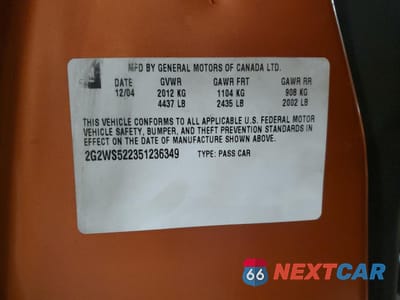 MFD BY GENERAL MOTORS OF CANADA LTD.
DATE GVWR GAWR FRT GAWR RR
12/04 2012 KG 1104 KG 908 KG
4437 LB 2435 LB 2002 LB
THIS VEHICLE CONFORMS TO ALL APPLICABLE U.S. FEDERAL MOTOR
VEHICLE SAFETY, BUMPER, AND THEFT PREVENTION STANDARDS IN
EFFECT ON THE DATE OF MANUFACTURE SHOWN ABOVE.
2G2WS522351236349 TYPE: PASS CAR
66 NEXTCAR